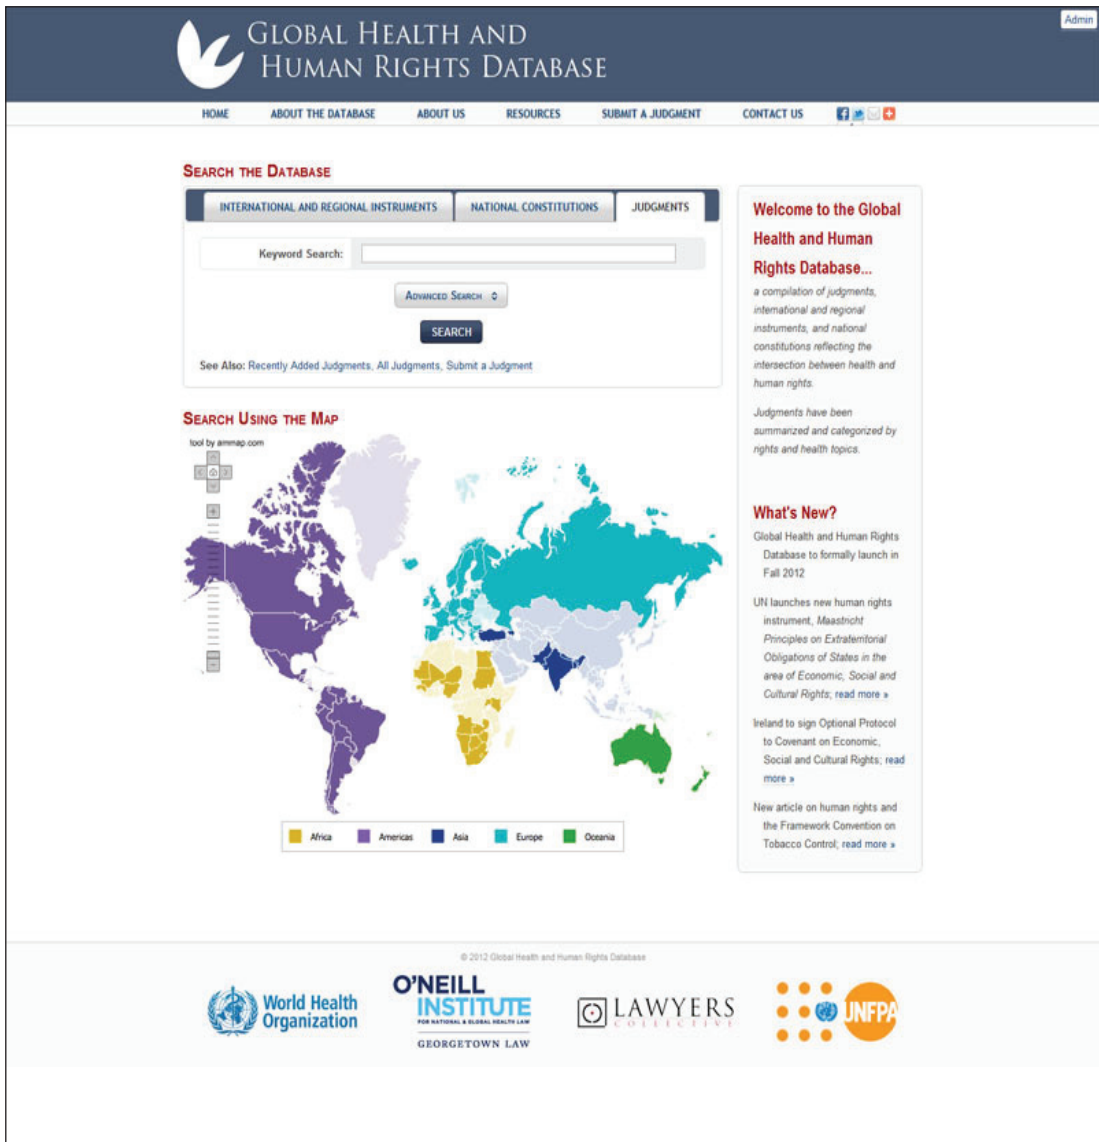 Admin
GLOBAL HEALTH AND
HUMAN RIGHTS DATABASE
HOME ABOUT THE DATABASE ABOUT US RESOURCES SUBMIT A JUDGMENT CONTACT US
SEARCH THE DATABASE
INTERNATIONAL AND REGIONAL INSTRUMENTS NATIONAL CONSTITUTIONS JUDGMENTS
Keyword Search:
ADVANCED SEARCH
SEARCH
See Also: Recently Added Judgments, All Judgments, Submit a Judgment
SEARCH USING THE MAP
tool by ammap.com
Africa Americas Asia Europe Oceania
Welcome to the Global
Health and Human
Rights Database...
a compilation of judgments,
international and regional
instruments, and national
constitutions reflecting the
intersection between health and
human rights.
Judgments have been
summarized and categorized by
rights and health topics.
What's New?
Global Health and Human Rights
Database to formally launch in
Fall 2012
UN launches new human rights
instrument, Maastricht
Principles on Extraterritorial
Obligations of States in the
area of Economic, Social and
Cultural Rights; read more »
Ireland to sign Optional Protocol
to Covenant on Economic,
Social and Cultural Rights; read
more »
New article on human rights and
the Framework Convention on
Tobacco Control; read more »
© 2012 Global Health and Human Rights Database
World Health
Organization
O'NEILL
INSTITUTE
FOR NATIONAL & GLOBAL HEALTH LAW
GEORGETOWN LAW
LAWYERS
COLLECTIVE
UNFPA